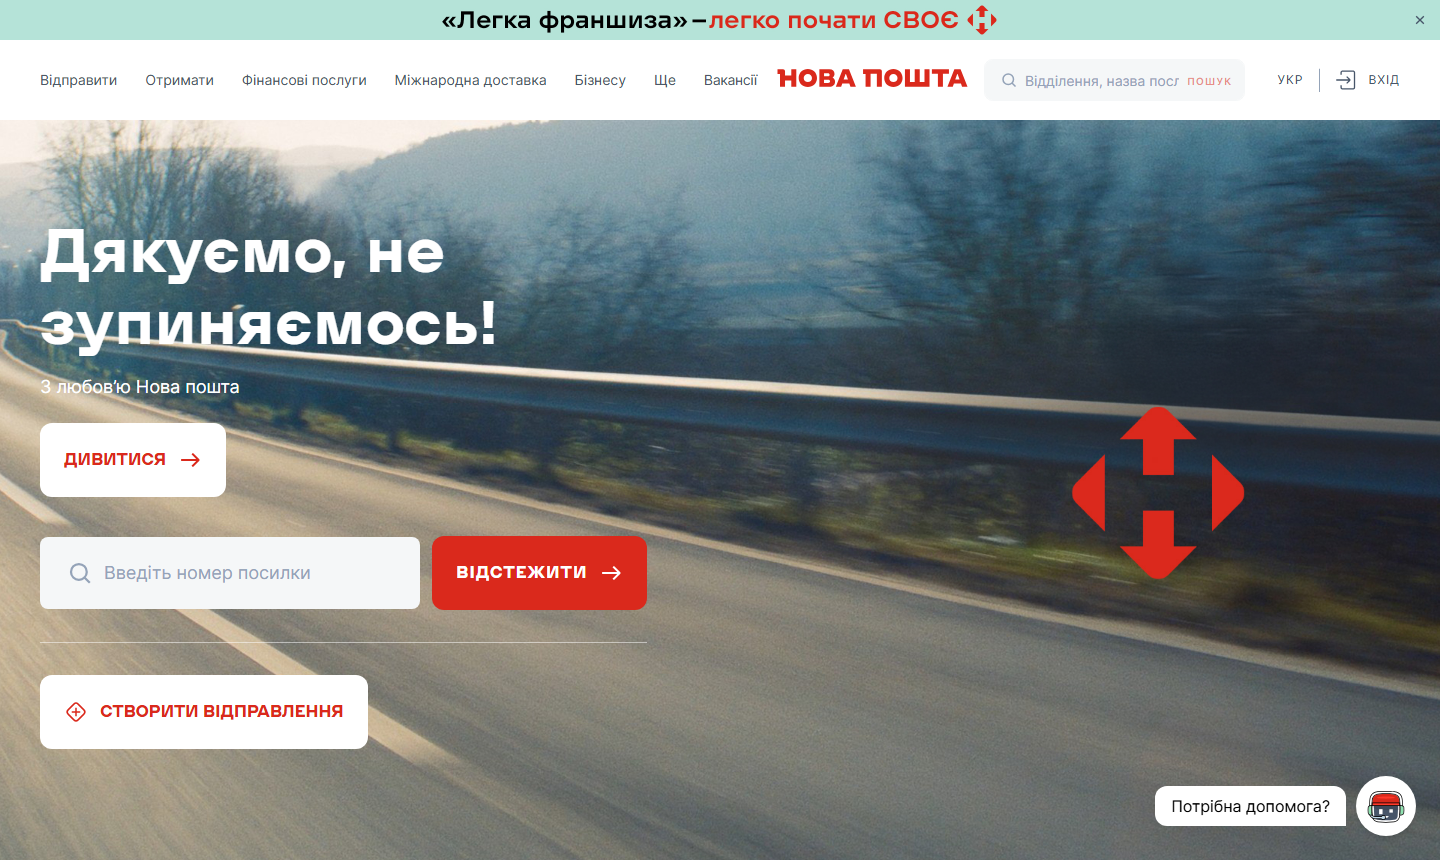 «Легка франшиза» – легко почати СВОЄ
Відправити
Отримати
Фінансові послуги
Міжнародна доставка
Бізнесу
Ще
Вакансії
НОВА ПОШТА
Відділення, назва посл
ПОШУК
УКР
ВХІД
Дякуємо, не
зупиняємось!
З любов'ю Нова пошта
ДИВИТИСЯ
Введіть номер посилки
ВІДСТЕЖИТИ
СТВОРИТИ ВІДПРАВЛЕННЯ
Потрібна допомога?